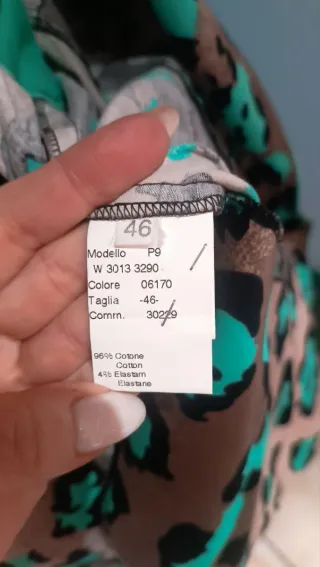 46
Modello P9
W 3013 3290
Colore 06170
Taglia -46-
Comm. 30229
96% Cotone
Cotton
4% Elastam
Elastane